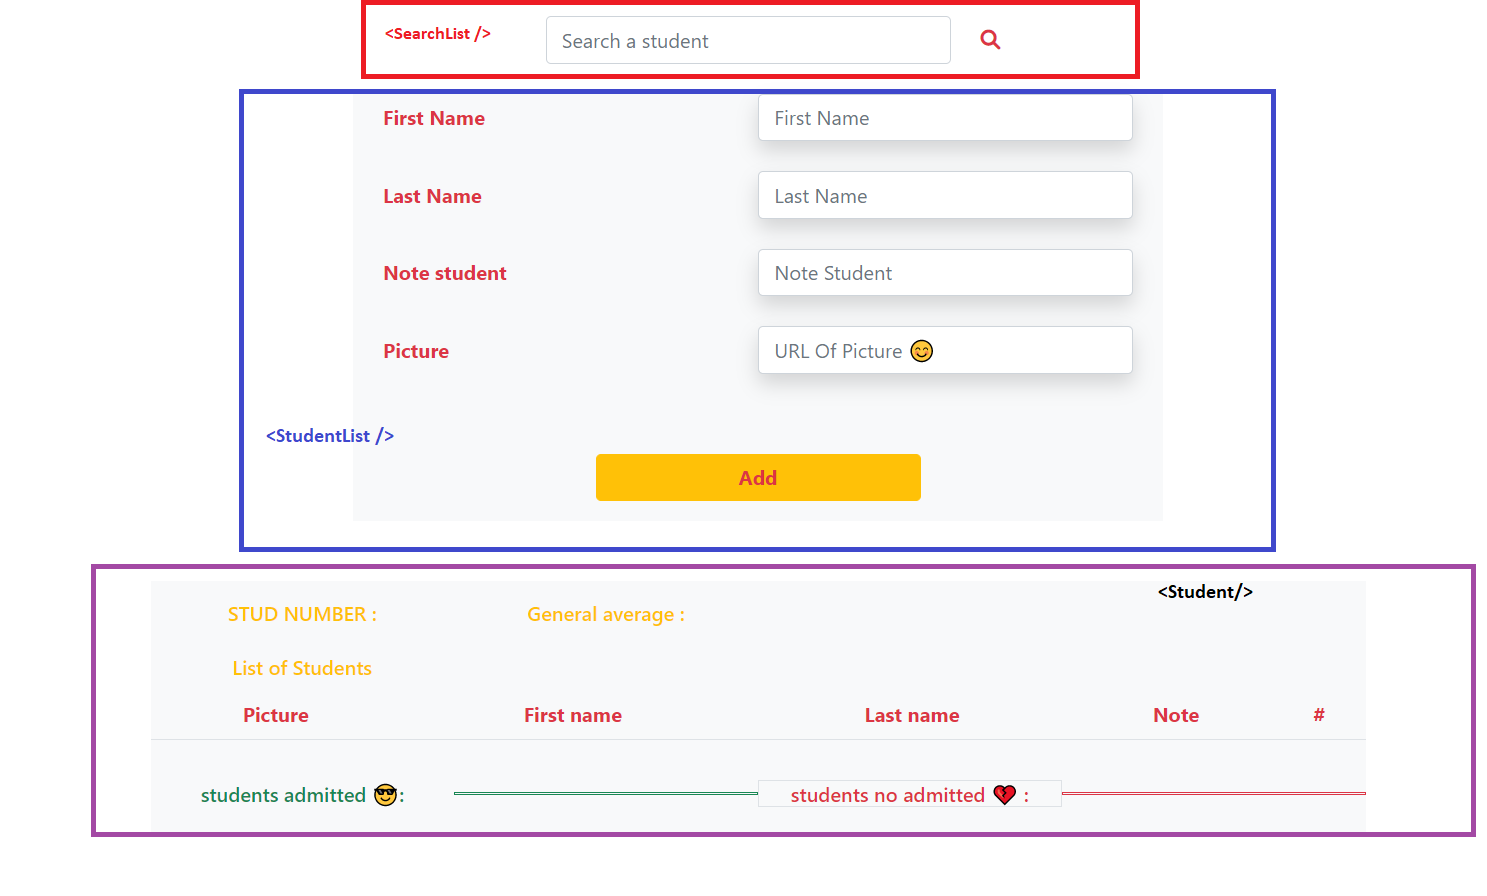 <SearchList />
Search a student
First Name
First Name
Last Name
Last Name
Note student
Note Student
Picture
URL Of Picture 😊
<StudentList />
Add
<Student/>
STUD NUMBER :
General average :
List of Students
Picture First name Last name Note #
students admitted 😎:
students no admitted 💔 :